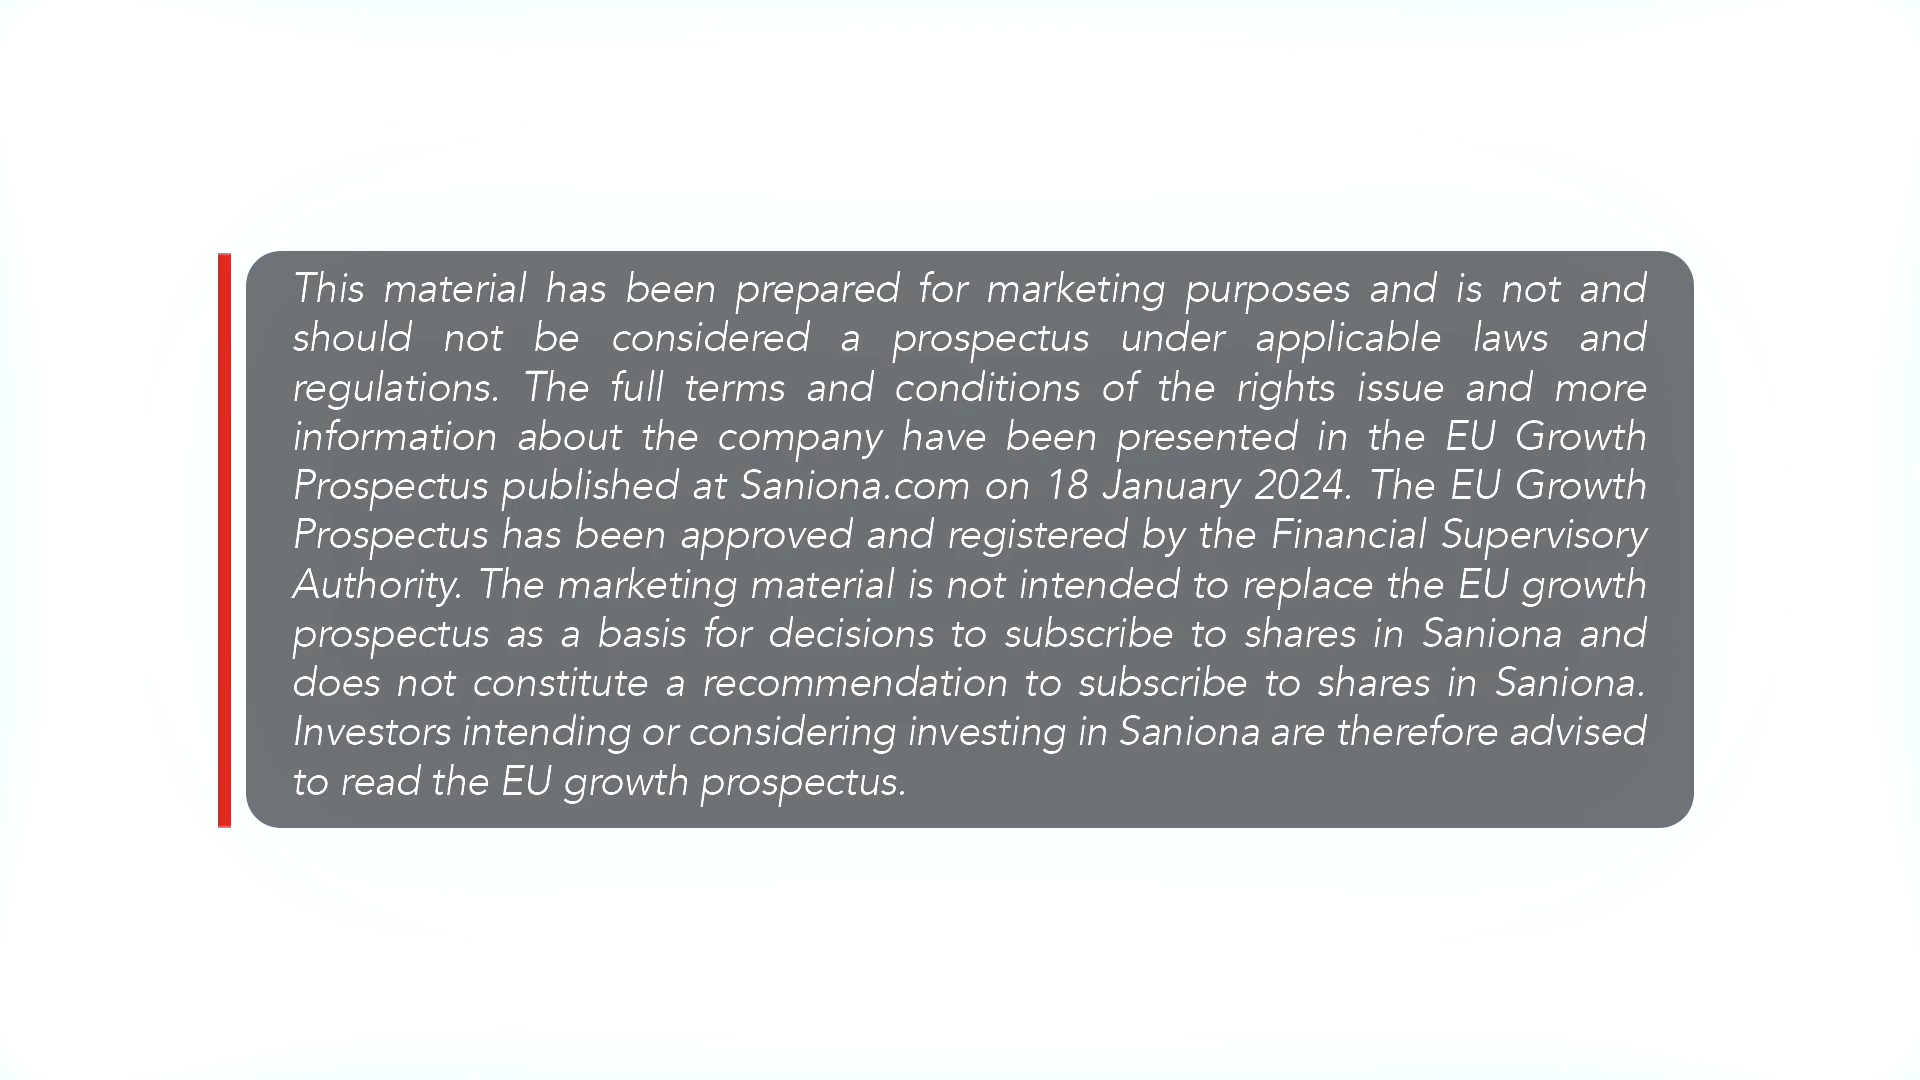 This material has been prepared for marketing purposes and is not and
should not be considered a prospectus under applicable laws and
regulations. The full terms and conditions of the rights issue and more
information about the company have been presented in the EU Growth
Prospectus published at Saniona.com on 18 January 2024. The EU Growth
Prospectus has been approved and registered by the Financial Supervisory
Authority. The marketing material is not intended to replace the EU growth
prospectus as a basis for decisions to subscribe to shares in Saniona and
does not constitute a recommendation to subscribe to shares in Saniona.
Investors intending or considering investing in Saniona are therefore advised
to read the EU growth prospectus.